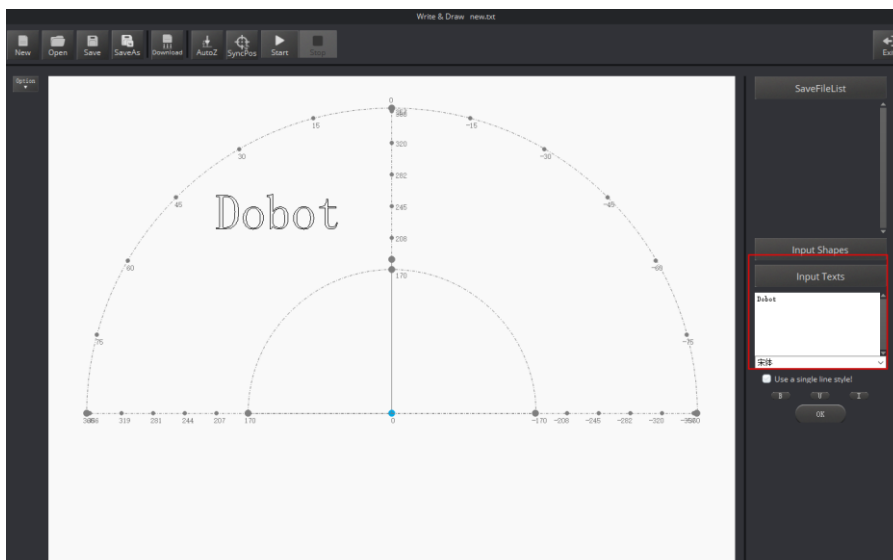 Write & Draw new.txt
New Open Save SaveAs Download AutoZ SyncPos Start Stop
Option
SaveFileList
0
360
15 -15
30 -30
320
292
45 -45
Dobot
245
208
Input Shapes
60 -60
170
Input Texts
Dobot
75 -75
宋体
Use a single line style!
B U I
OK
319 281 244 207 170 0 -170 -208 -245 -282 -320